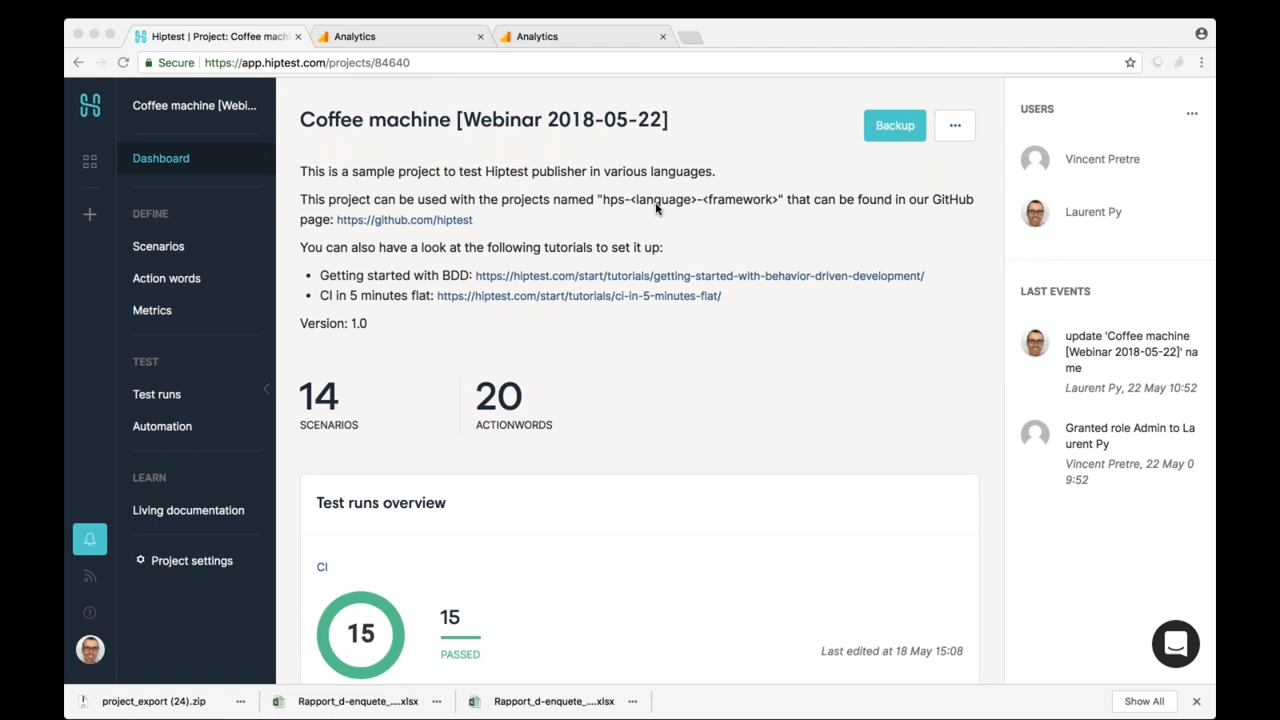 Hiptest | Project: Coffee machi
Analytics
Analytics
Secure
https://app.hiptest.com/projects/84640
Coffee machine [Webi...
Dashboard
DEFINE
Scenarios
Action words
Metrics
TEST
Test runs
Automation
LEARN
Living documentation
Project settings
Coffee machine [Webinar 2018-05-22]
Backup
This is a sample project to test Hiptest publisher in various languages.
This project can be used with the projects named "hps-<language>-<framework>" that can be found in our GitHub
page: https://github.com/hiptest
You can also have a look at the following tutorials to set it up:
• Getting started with BDD: https://hiptest.com/start/tutorials/getting-started-with-behavior-driven-development/
• CI in 5 minutes flat: https://hiptest.com/start/tutorials/ci-in-5-minutes-flat/
Version: 1.0
14
SCENARIOS
20
ACTIONWORDS
Test runs overview
CI
15
15
PASSED
Last edited at 18 May 15:08
USERS
Vincent Pretre
Laurent Py
LAST EVENTS
update 'Coffee machine
[Webinar 2018-05-22]' na
me
Laurent Py, 22 May 10:52
Granted role Admin to La
urent Py
Vincent Pretre, 22 May 0
9:52
project_export (24).zip
Rapport_d-enquete_....xlsx
Rapport_d-enquete_....xlsx
Show All